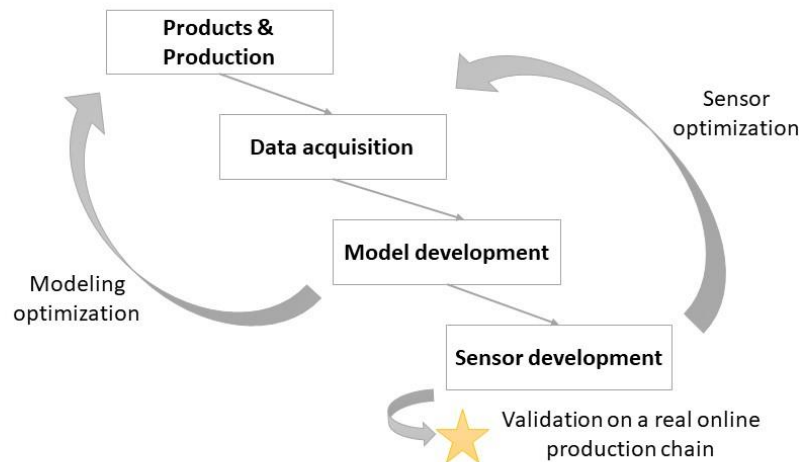 Products &
Production
Sensor
optimization
Data acquisition
Model development
Modeling
optimization
Sensor development
Validation on a real online
production chain